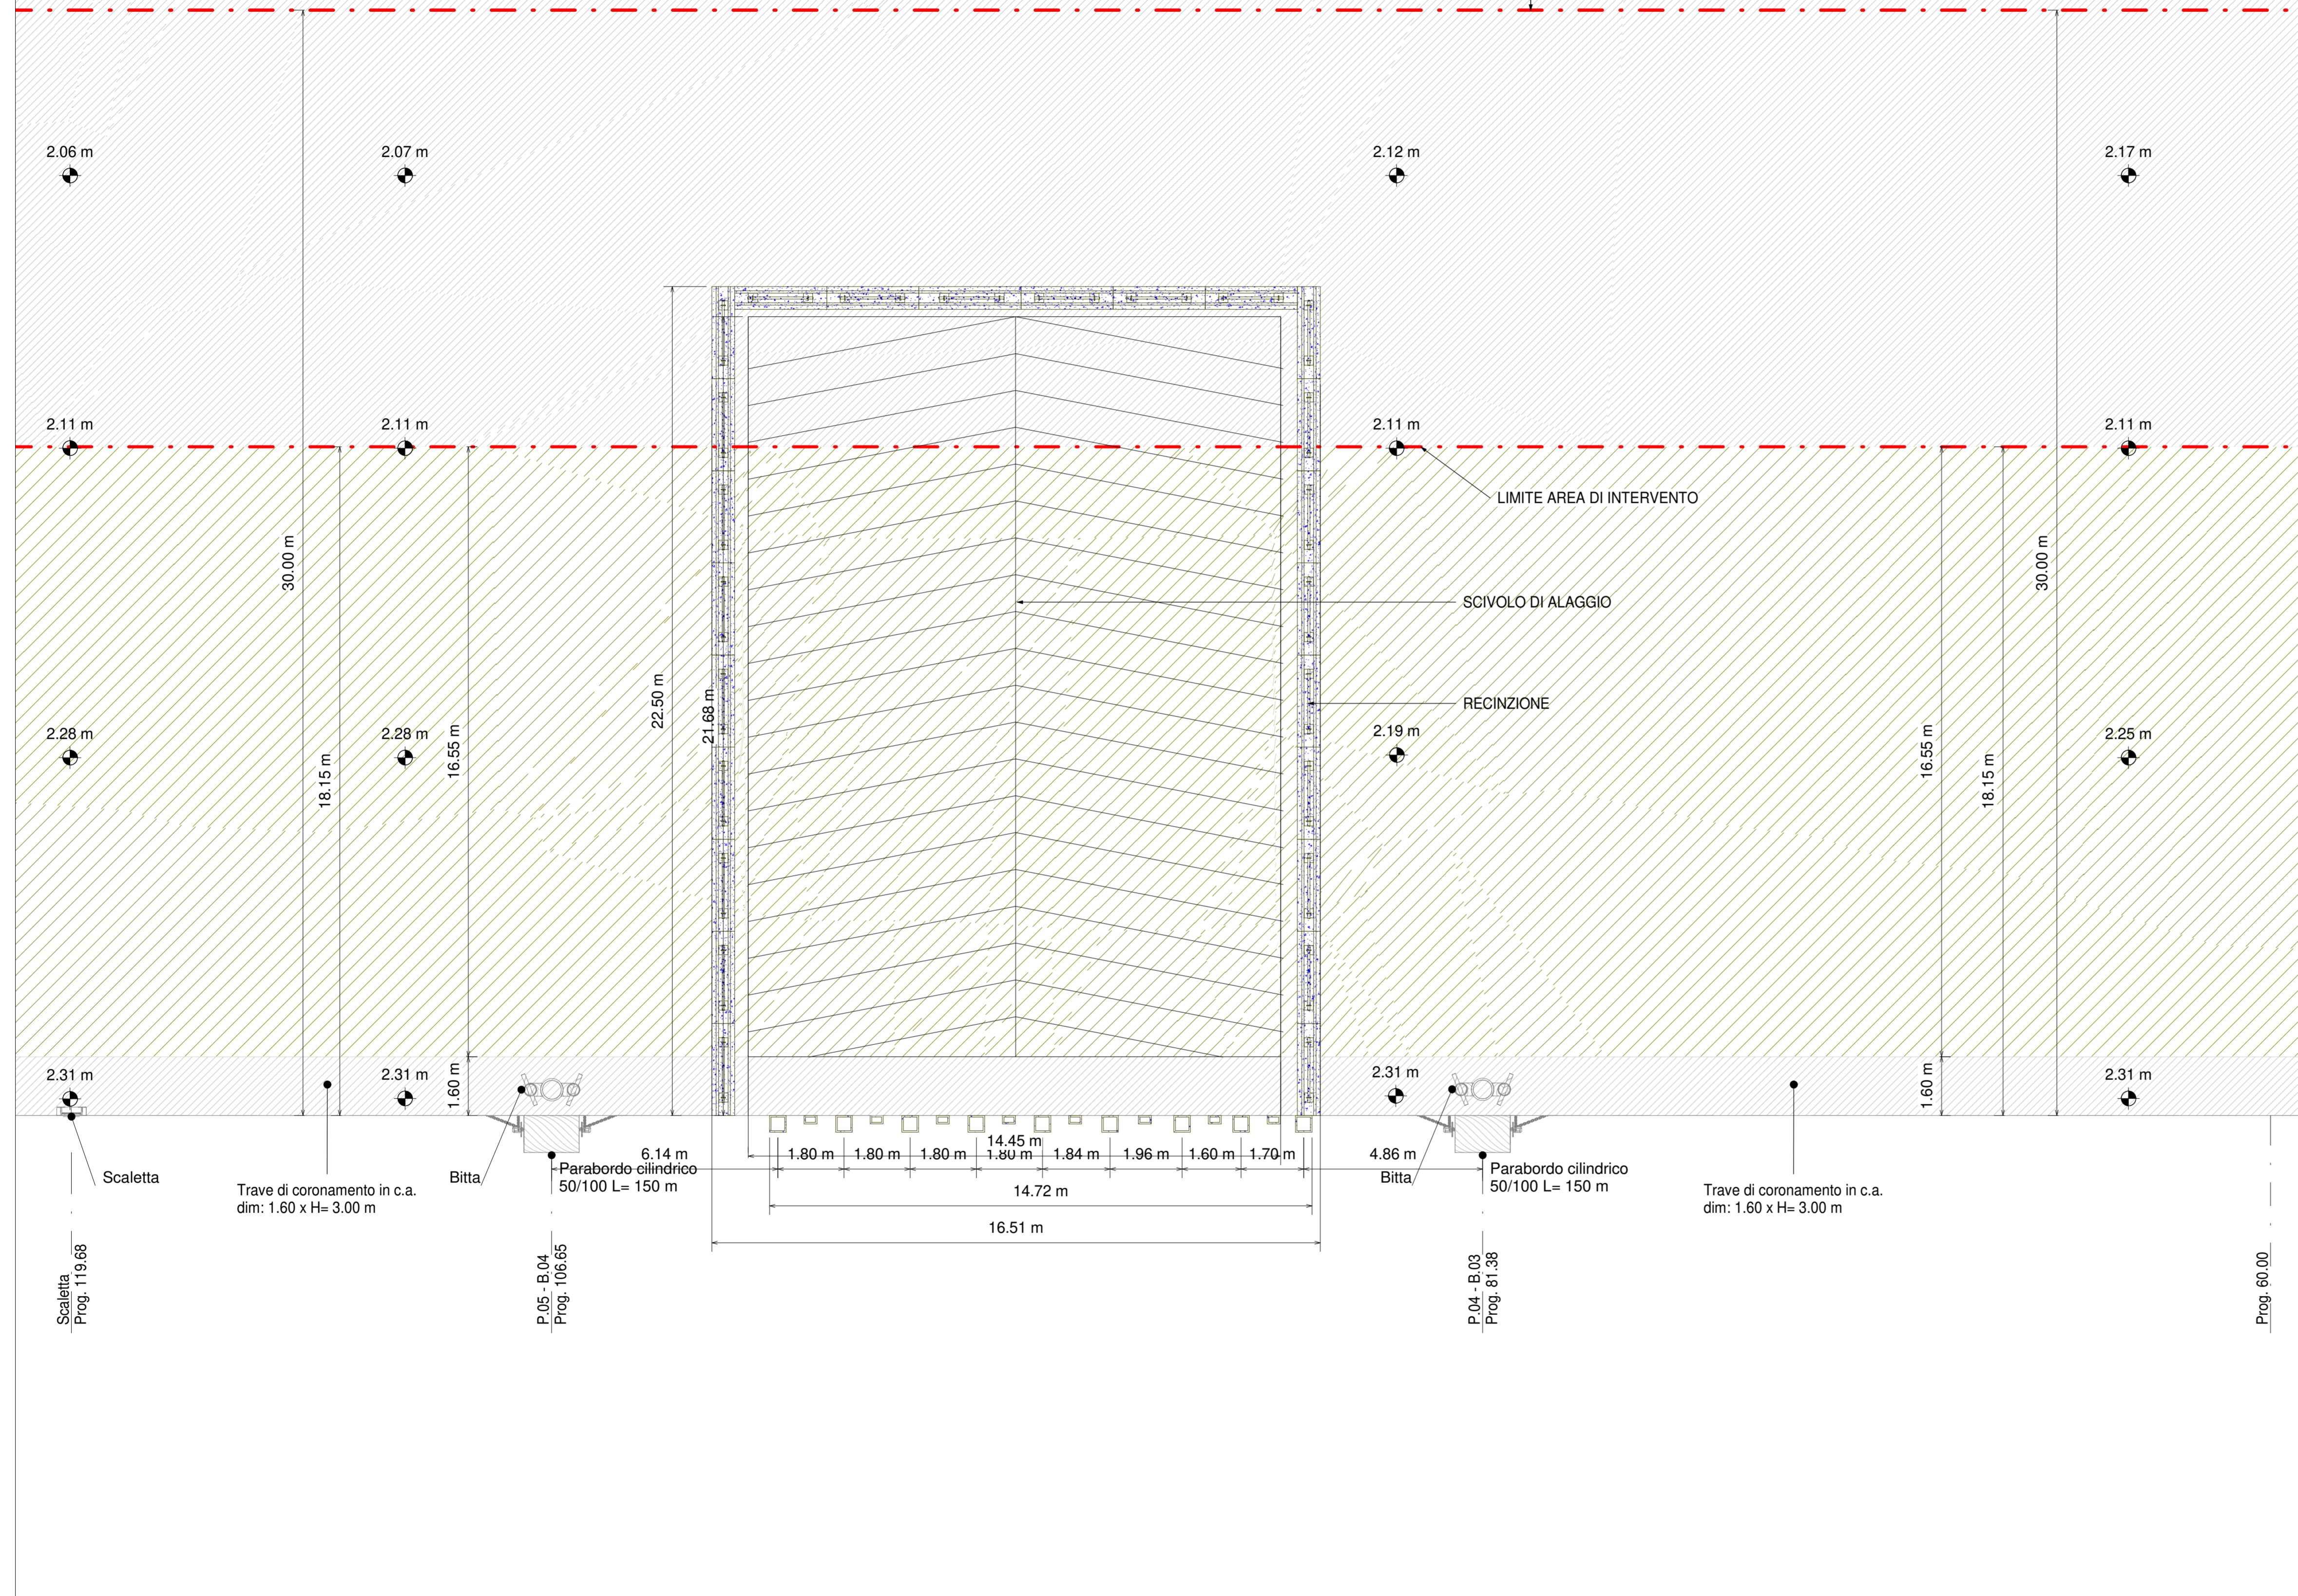 2.06 m
2.07 m
2.12 m
2.17 m
2.11 m
2.11 m
2.11 m
2.11 m
LIMITE AREA DI INTERVENTO
30.00 m
30.00 m
SCIVOLO DI ALAGGIO
RECINZIONE
22.50 m
21.68 m
2.28 m
2.28 m
2.19 m
2.25 m
18.15 m
16.55 m
16.55 m
18.15 m
2.31 m
2.31 m
2.31 m
2.31 m
1.60 m
1.60 m
14.45 m
6.14 m
1.80 m
1.80 m
1.80 m
1.80 m
1.84 m
1.96 m
1.60 m
1.70 m
4.86 m
Scaletta
Bitta
Parabordo cilindrico
50/100 L= 150 m
Bitta
Parabordo cilindrico
50/100 L= 150 m
Trave di coronamento in c.a.
dim: 1.60 x H= 3.00 m
14.72 m
Trave di coronamento in c.a.
dim: 1.60 x H= 3.00 m
16.51 m
Scaletta
Prog. 119.68
P.05 - B.04
Prog. 106.65
P.04 - B.03
Prog. 81.38
Prog. 60.00